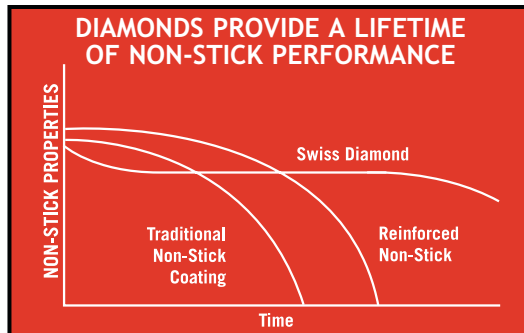 DIAMONDS PROVIDE A LIFETIME
OF NON-STICK PERFORMANCE
NON-STICK PROPERTIES
Swiss Diamond
Traditional
Non-Stick
Coating
Reinforced
Non-Stick
Time